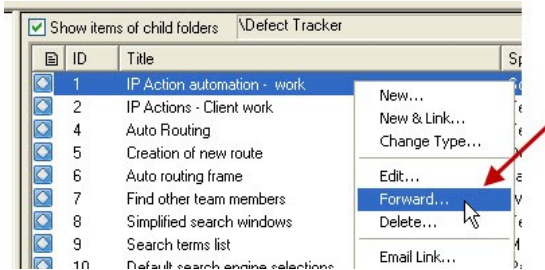 Show items of child folders \Defect Tracker
ID Title
1 IP Action automation - work
2 IP Actions - Client work
4 Auto Routing
5 Creation of new route
6 Auto routing frame
7 Find other team members
8 Simplified search windows
9 Search terms list
10 Default search engine selections
New...
New & Link...
Change Type...
Edit...
Forward...
Delete...
Email Link...